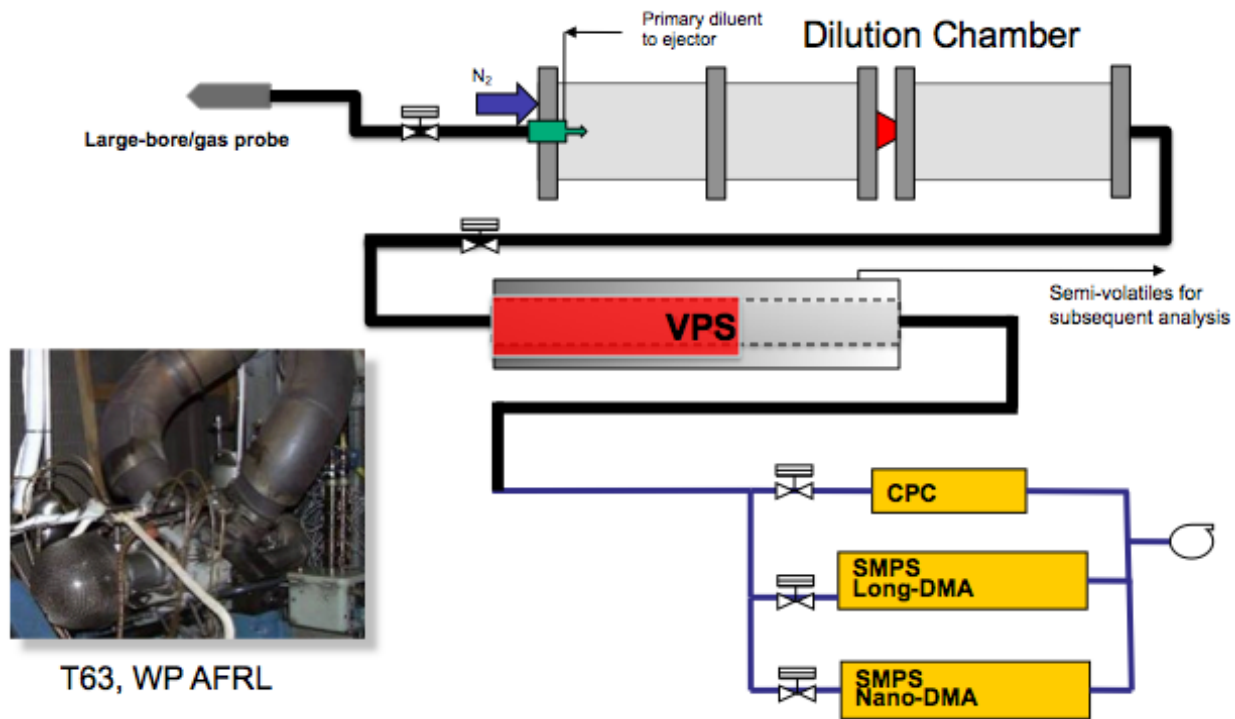 Primary diluent
to ejector
Dilution Chamber
N2
Large-bore/gas probe
VPS
Semi-volatiles for
subsequent analysis
CPC
SMPS
Long-DMA
SMPS
Nano-DMA
T63, WP AFRL